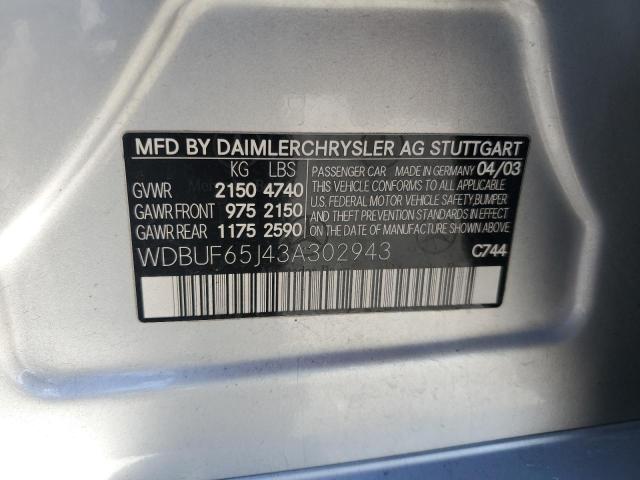 MFD BY DAIMLERCHRYSLER AG STUTTGART
KG LBS
GVWR 2150 4740
GAWR FRONT 975 2150
GAWR REAR 1175 2590
PASSENGER CAR MADE IN GERMANY 04/03
THIS VEHICLE CONFORMS TO ALL APPLICABLE
U.S. FEDERAL MOTOR VEHICLE SAFETY, BUMPER
AND THEFT PREVENTION STANDARDS IN EFFECT
ON THE DATE OF MANUFACTURE SHOWN ABOVE
WDBUF65J43A302943
C744